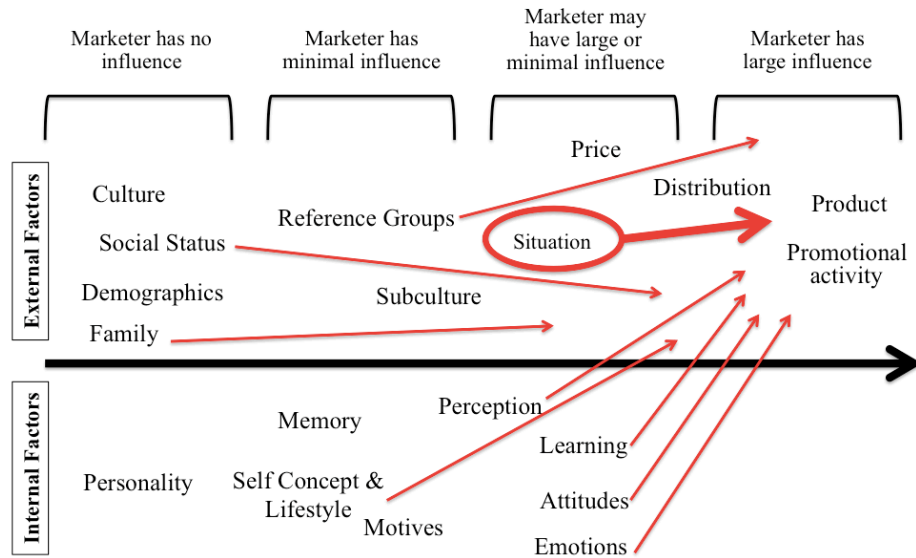 Marketer has no
influence
Marketer has
minimal influence
Marketer may
have large or
minimal influence
Marketer has
large influence
External Factors
Price
Culture
Distribution
Reference Groups
Product
Social Status
Situation
Promotional
activity
Demographics
Subculture
Family
Internal Factors
Memory
Perception
Learning
Personality
Self Concept &
Lifestyle
Motives
Attitudes
Emotions